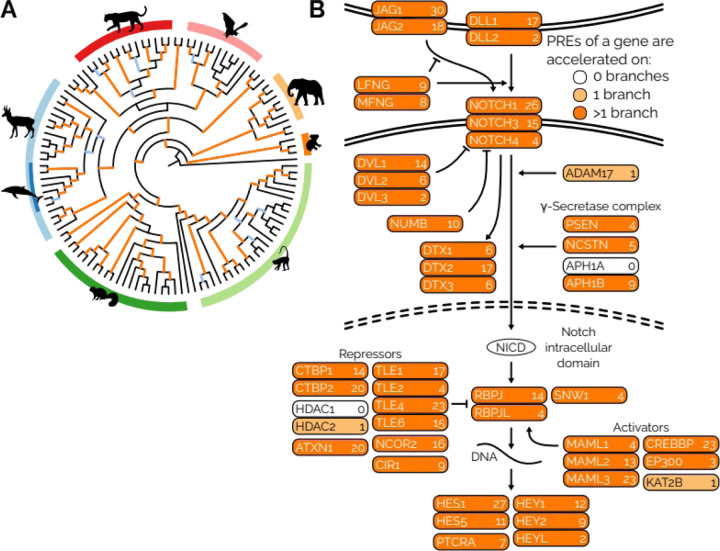 A
B
JAG1 30
JAG2 18
DLL1 17
DLL2 2
PREs of a gene are
accelerated on:
0 branches
1 branch
>1 branch
LFNG 9
MFNG 8
NOTCH1 26
NOTCH3 15
NOTCH4 4
DVL1 14
DVL2 6
DVL3 2
ADAM17 1
NUMB 10
γ-Secretase complex
PSEN 4
NCSTN 5
APH1A 0
APH1B 9
DTX1 6
DTX2 17
DTX3 6
NICD
Notch
intracellular
domain
Repressors
CTBP1 14
CTBP2 20
HDAC1 0
HDAC2 1
ATXN1 20
TLE1 17
TLE2 4
TLE4 23
TLE6 15
NCOR2 16
CIR1 9
RBPJ 14
RBPJL 4
SNW1 4
Activators
MAML1 4
MAML2 13
MAML3 23
CREBBP 23
EP300 3
KAT2B 1
DNA
HES1 27
HES5 11
PTCRA 7
HEY1 12
HEY2 9
HEYL 2